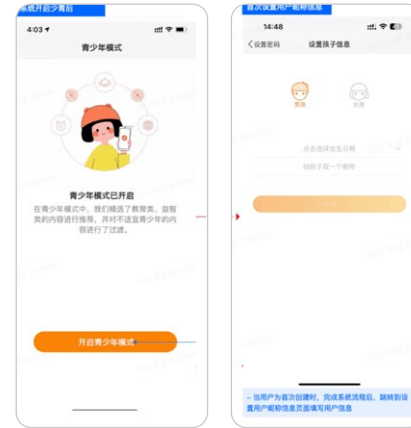 系统开启少青后
4:03
青少年模式
青少年模式已开启
在青少年模式中，我们精选了教育类、益智
类的内容进行推荐，并对不适宜青少年的内
容进行了过滤。
开启青少年模式
首次设置用户昵称信息
14:48
设置密码
设置孩子信息
男孩
女孩
点击选择出生日期
给孩子取一个昵称
- 当用户为首次创建时，完成系统流程后，跳转到设
置用户昵称信息页面填写用户信息